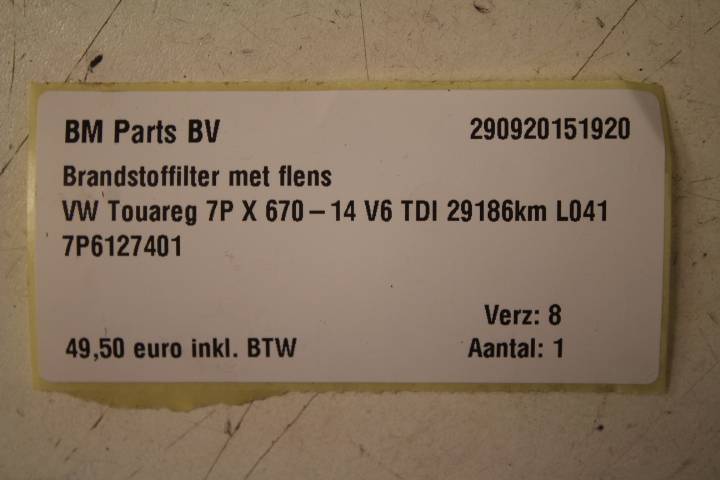 BM Parts BV 290920151920
Brandstoffilter met flens
VW Touareg 7P X 670 – 14 V6 TDI 29186km L041
7P6127401
Verz: 8
49,50 euro inkl. BTW Aantal: 1